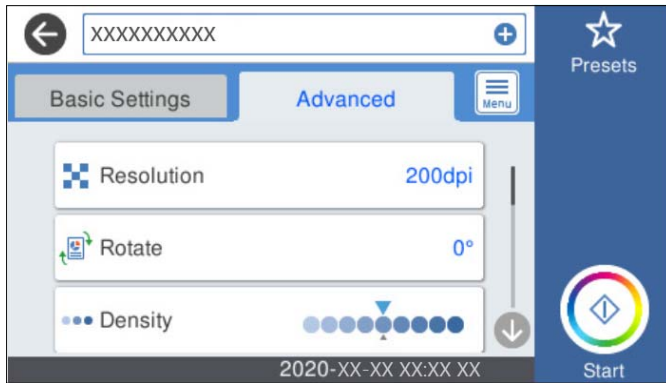 XXXXXXXXXX
Presets
Basic Settings
Advanced
Menu
Resolution
200dpi
Rotate
0°
Density
2020-XX-XX XX:XX XX
Start